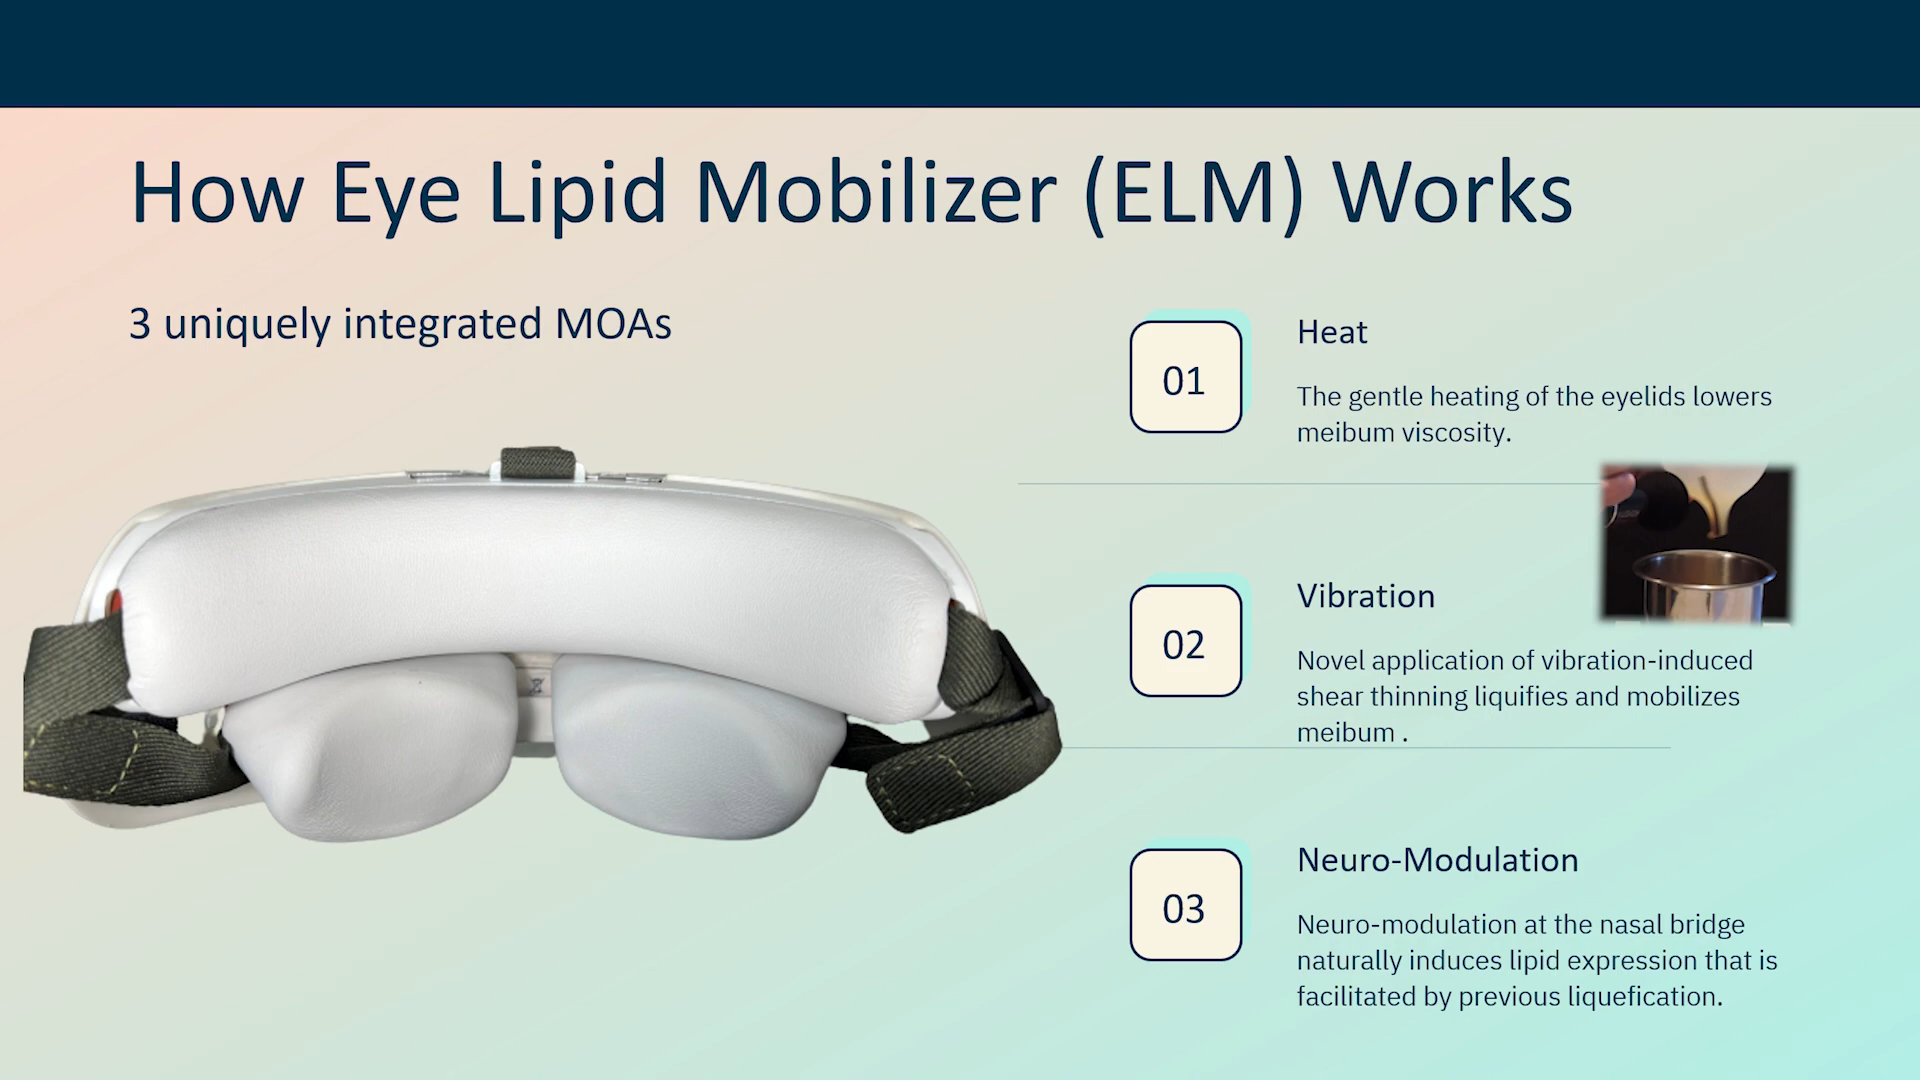 How Eye Lipid Mobilizer (ELM) Works
3 uniquely integrated MOAs
01
Heat
The gentle heating of the eyelids lowers
meibum viscosity.
02
Vibration
Novel application of vibration-induced
shear thinning liquifies and mobilizes
meibum .
03
Neuro-Modulation
Neuro-modulation at the nasal bridge
naturally induces lipid expression that is
facilitated by previous liquefication.